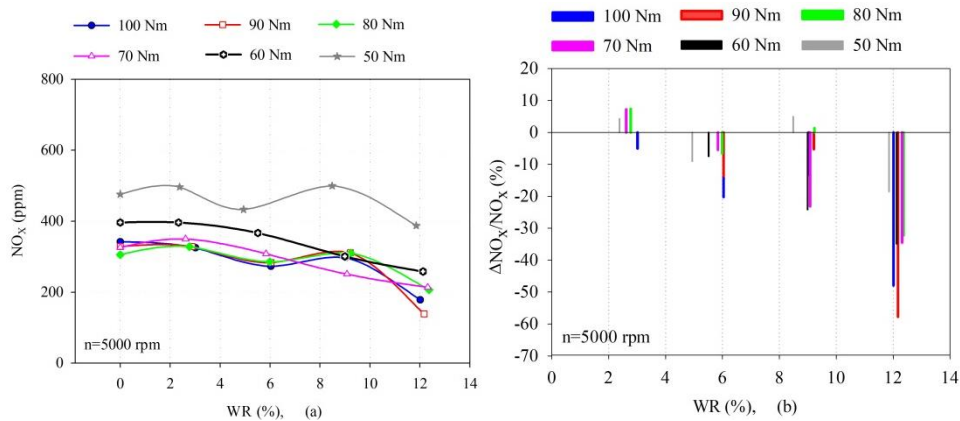 100 Nm 90 Nm 80 Nm
70 Nm 60 Nm 50 Nm
800
600
400
200
0
NOX (ppm)
n=5000 rpm
0 2 4 6 8 10 12 14
WR (%), (a)
100 Nm 90 Nm 80 Nm
70 Nm 60 Nm 50 Nm
20
10
0
-10
-20
-30
-40
-50
-60
-70
ΔNOX/NOX (%)
n=5000 rpm
0 2 4 6 8 10 12 14
WR (%), (b)